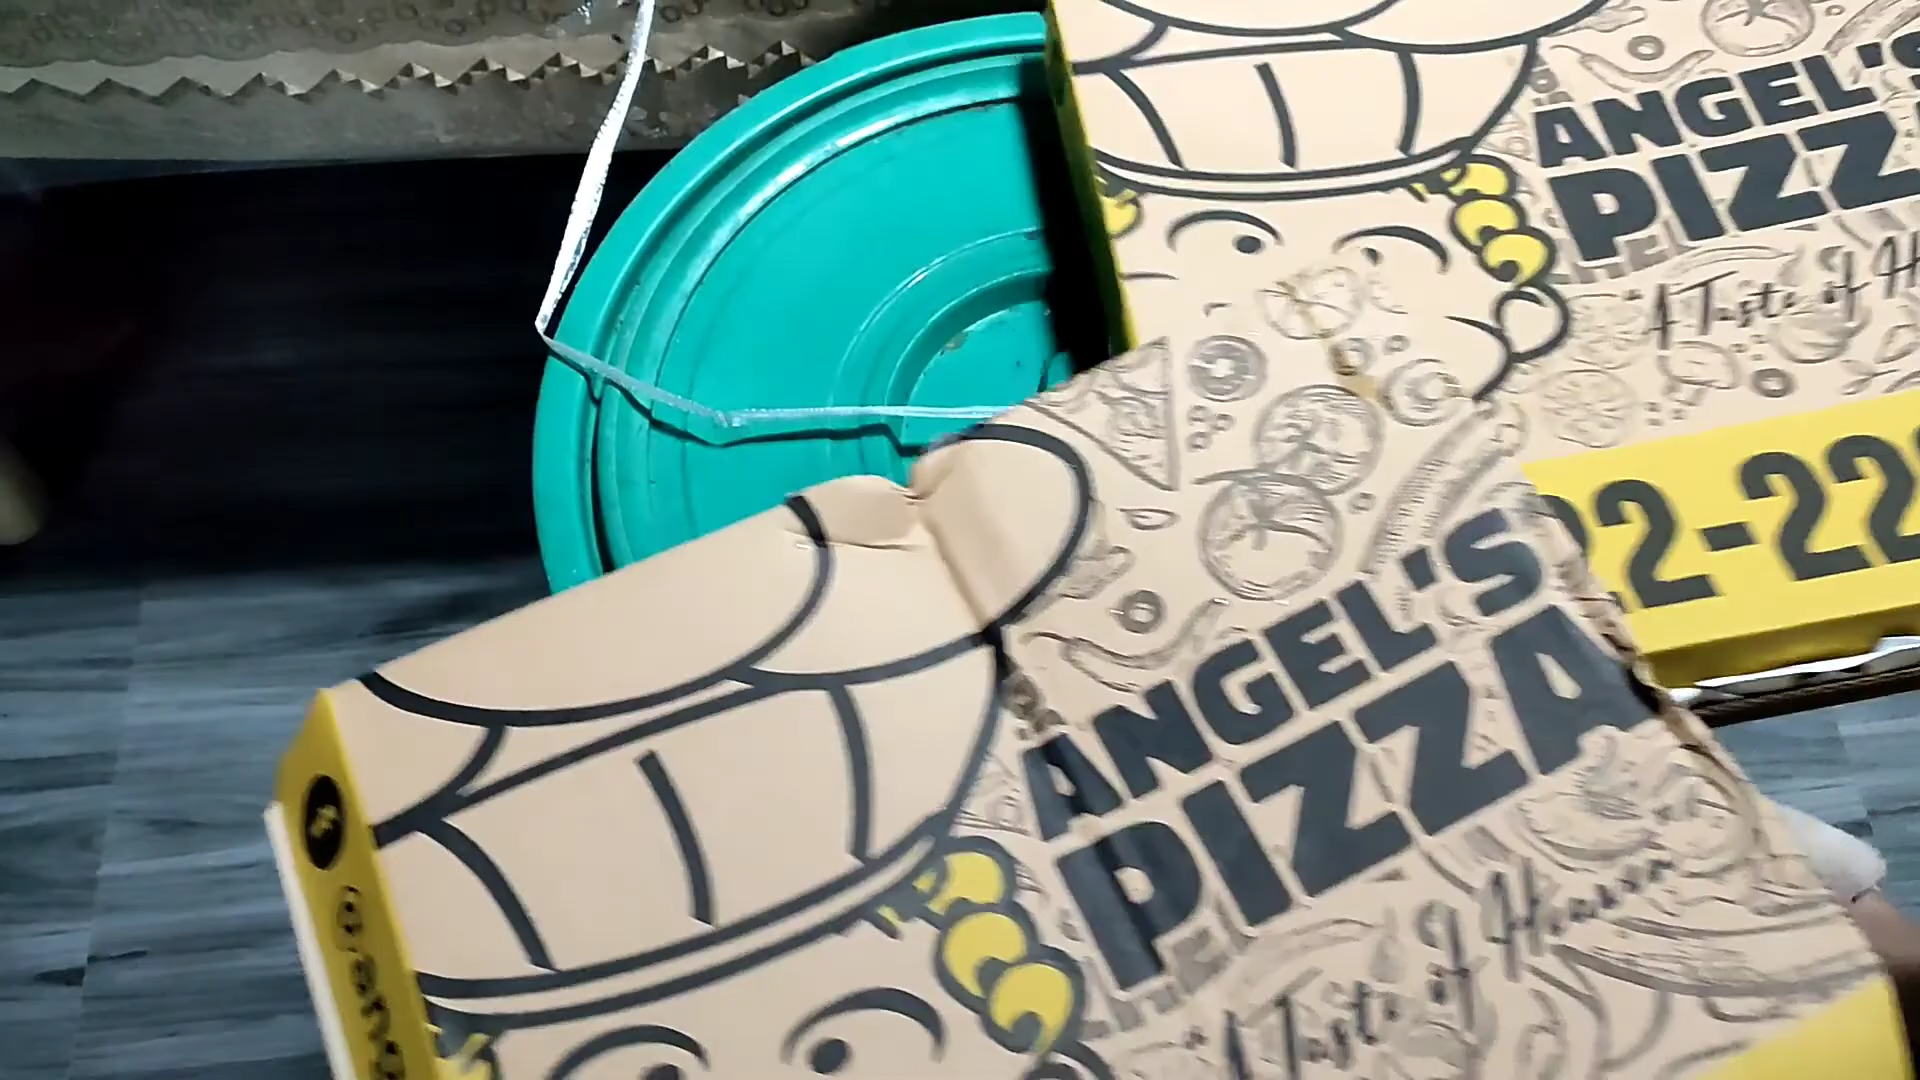 ANGEL'S
PIZZ
"A Taste of H
22-22
ANGEL'S
PIZZA
"A Taste of Heaven